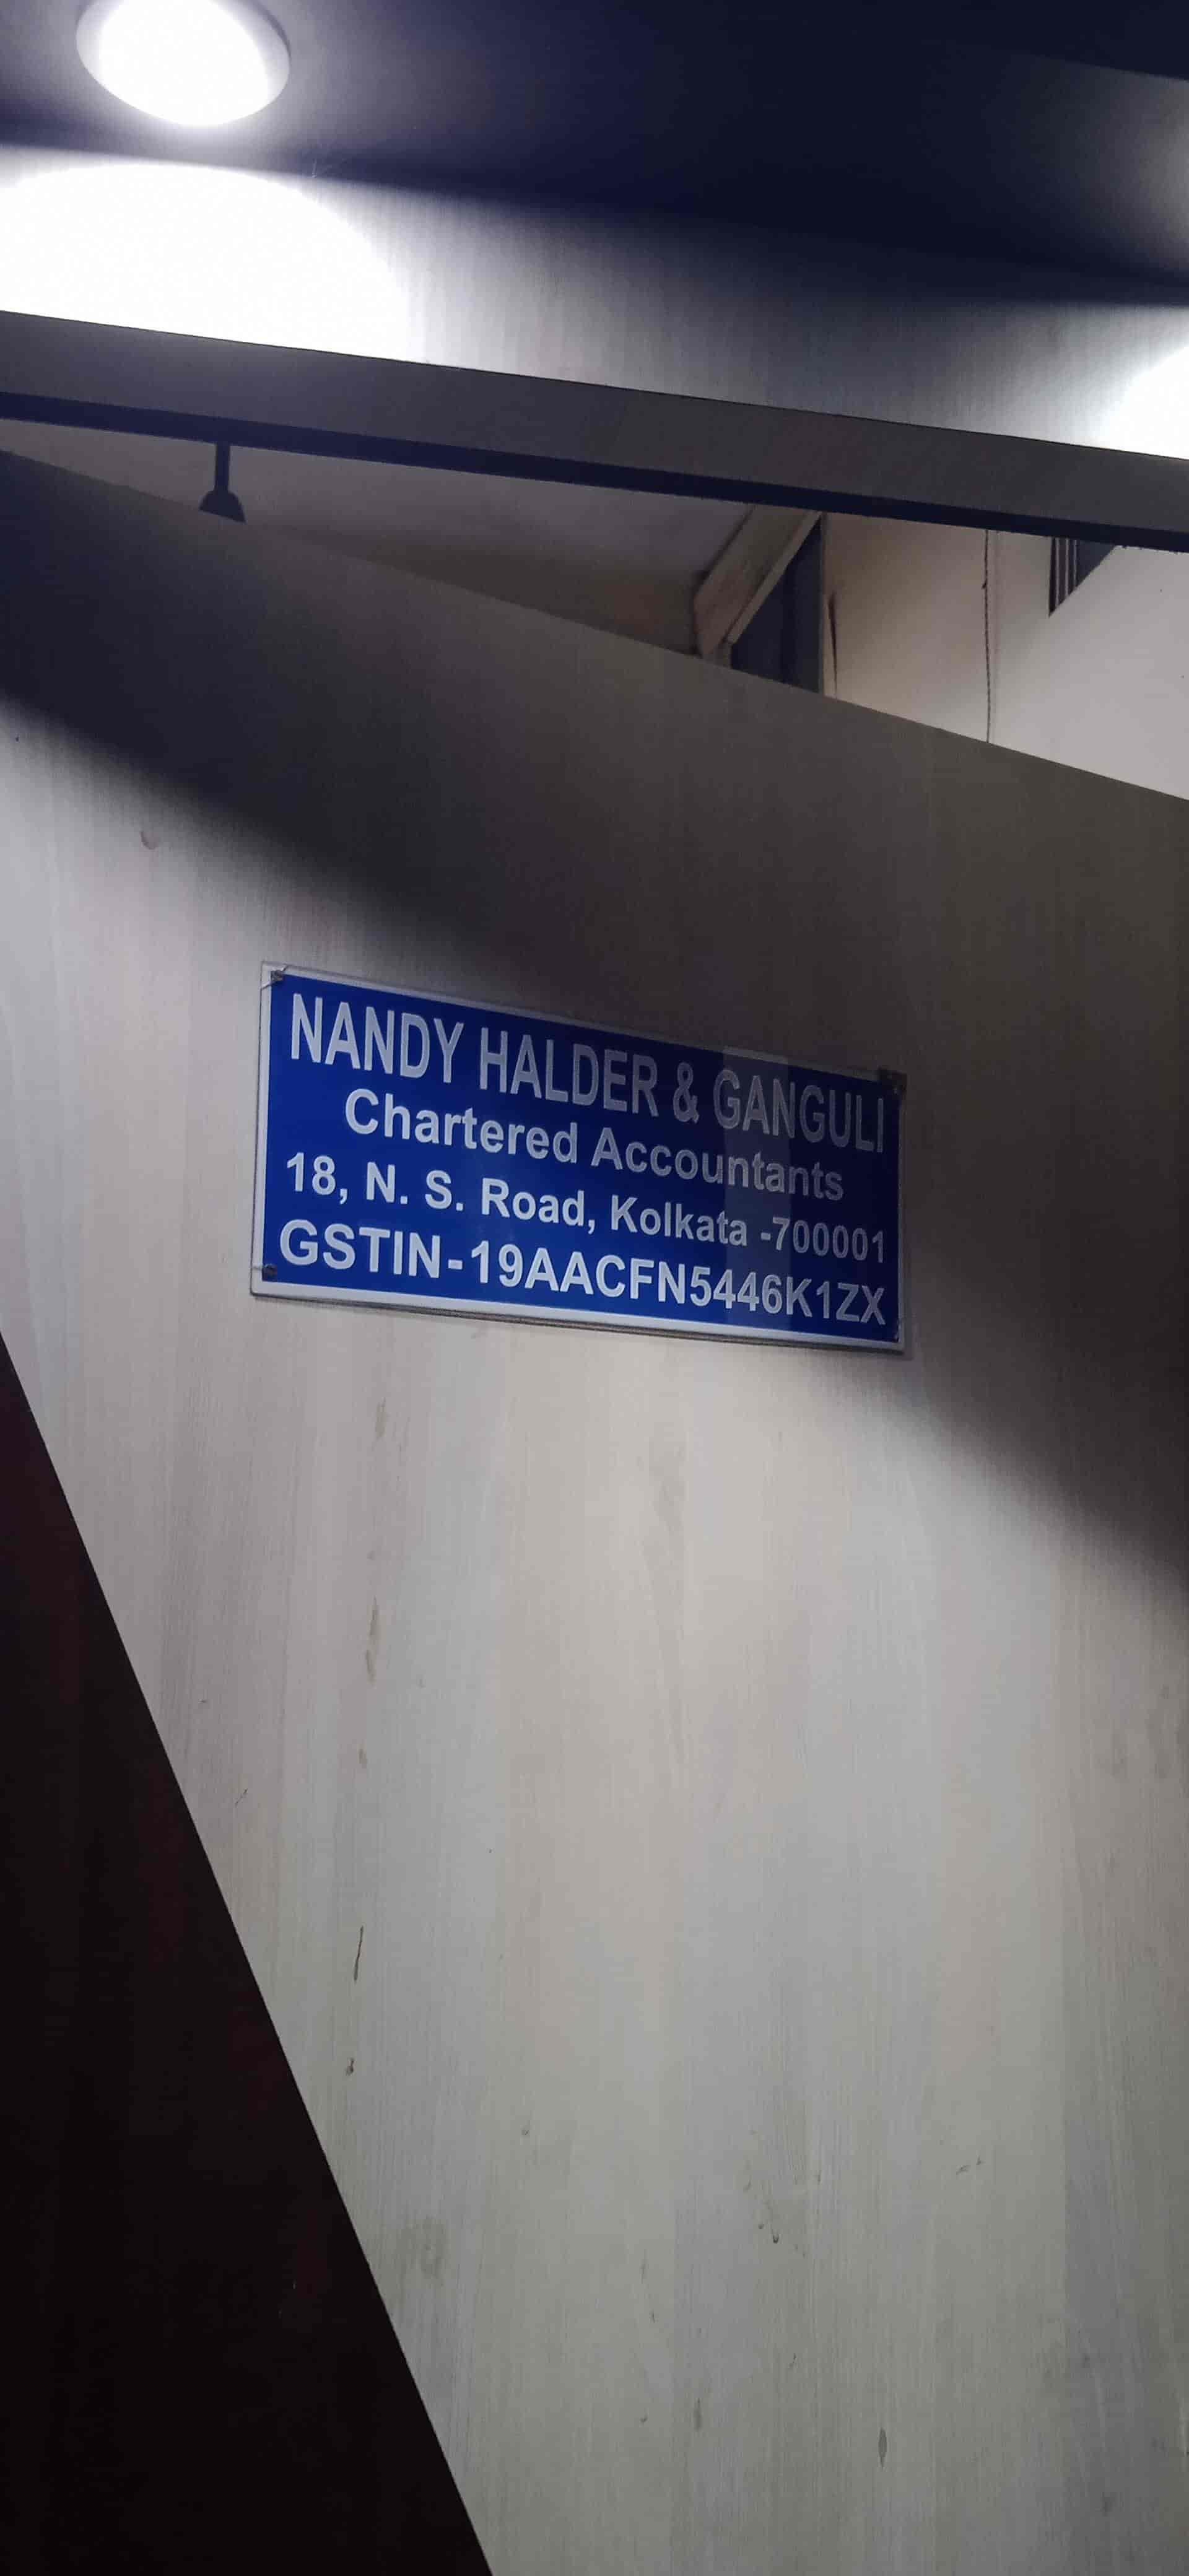 NANDY HALDER & GANGULI
Chartered Accountants
18, N. S. Road, Kolkata -700001
GSTIN-19AACFN5446K1ZX